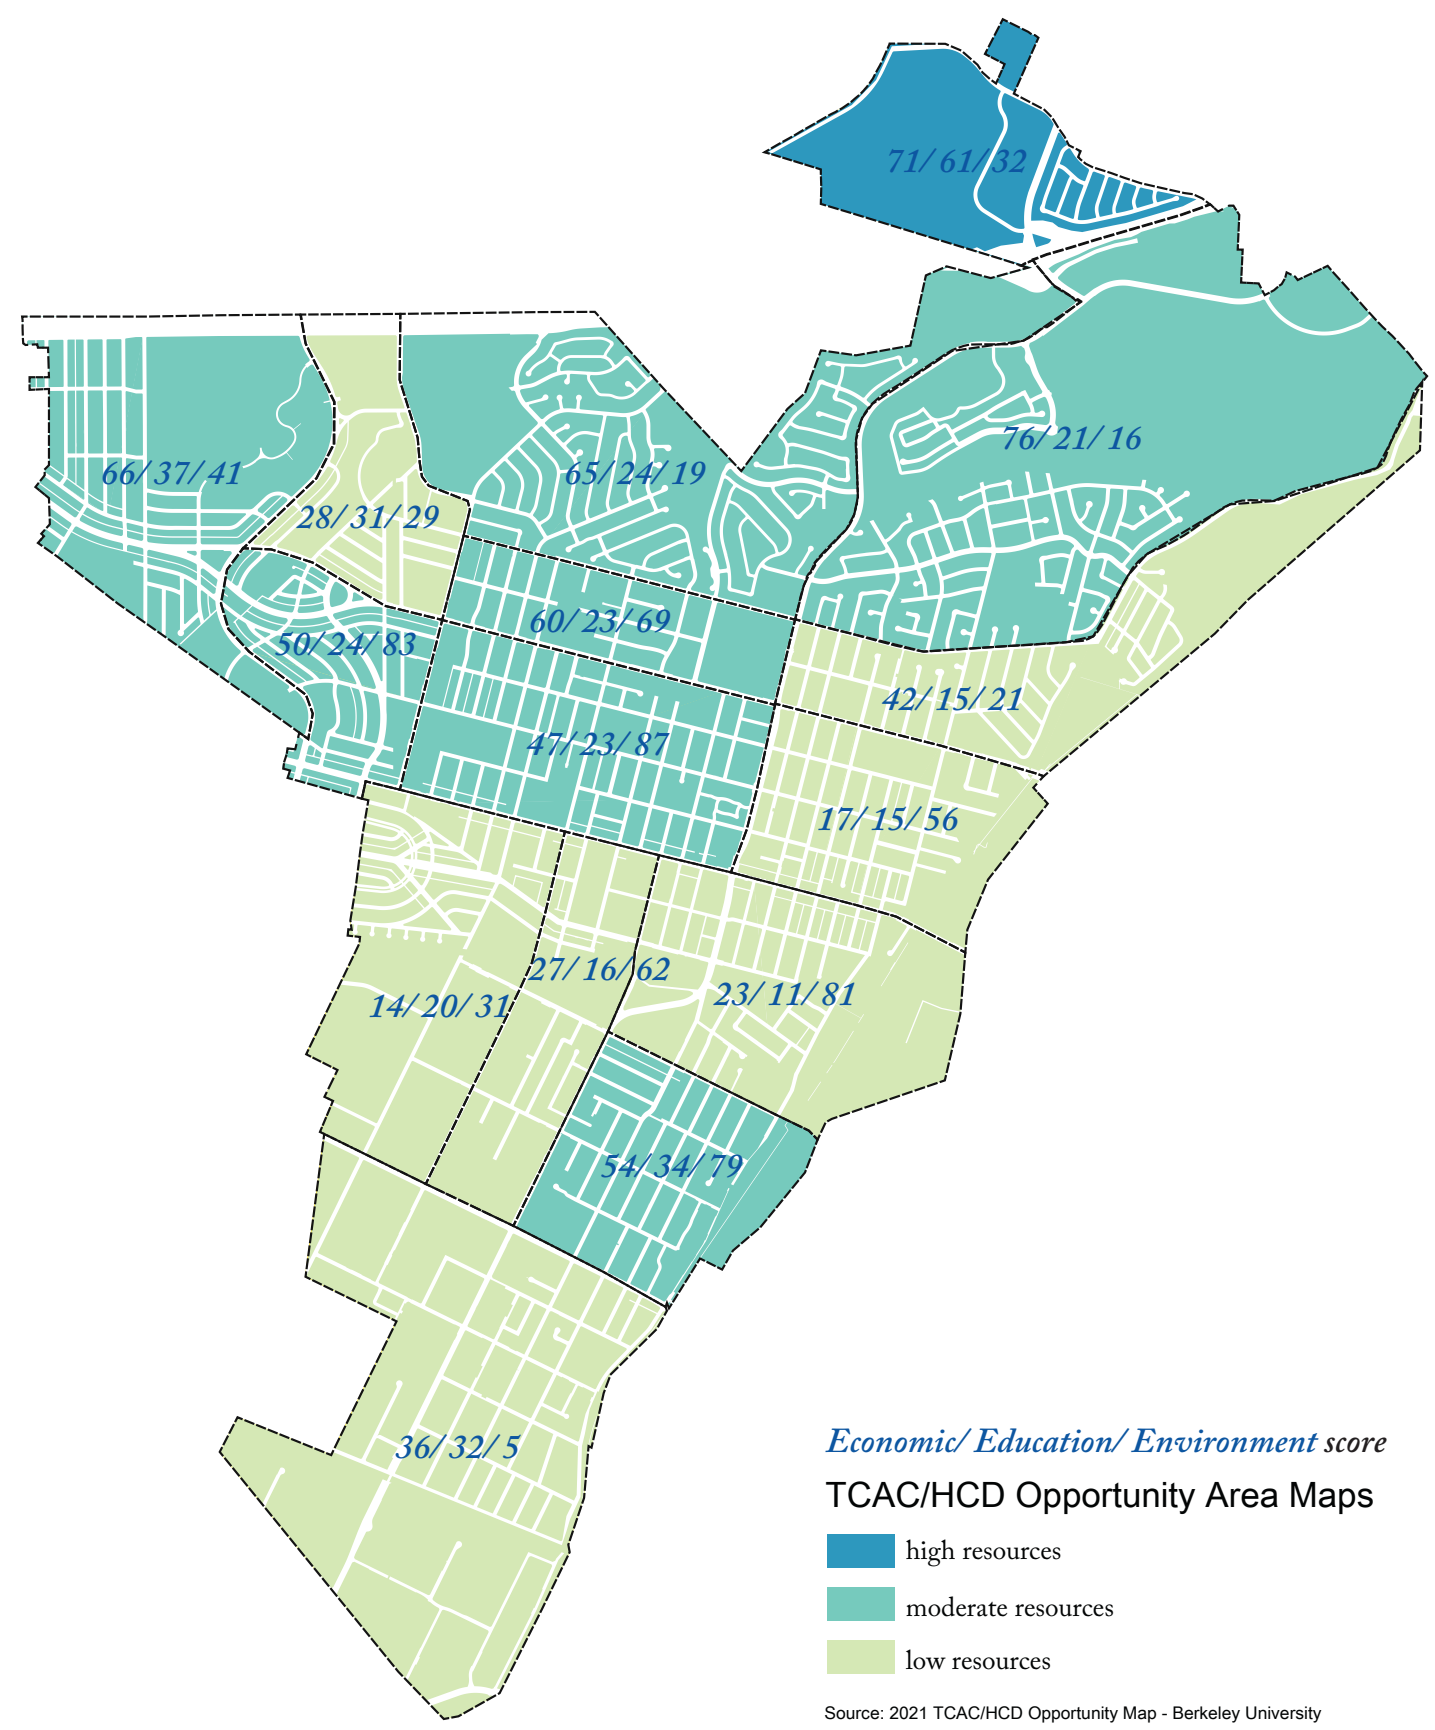 71/ 61/ 32
76/ 21/ 16
66/ 37/ 41
65/ 24/ 19
28/ 31/ 29
60/ 23/ 69
50/ 24/ 83
42/ 15/ 21
47/ 23/ 87
17/ 15/ 56
27/ 16/ 62
23/ 11/ 81
14/ 20/ 31
54/ 34/ 79
36/ 32/ 5
Economic/ Education/ Environment score
TCAC/HCD Opportunity Area Maps
high resources
moderate resources
low resources
Source: 2021 TCAC/HCD Opportunity Map - Berkeley University